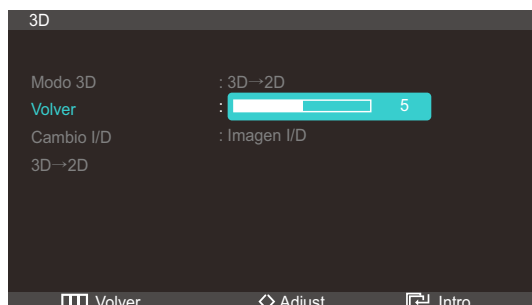 3D
Modo 3D : 3D→2D
Volver : 5
Cambio I/D : Imagen I/D
3D→2D
Volver Adjust Intro